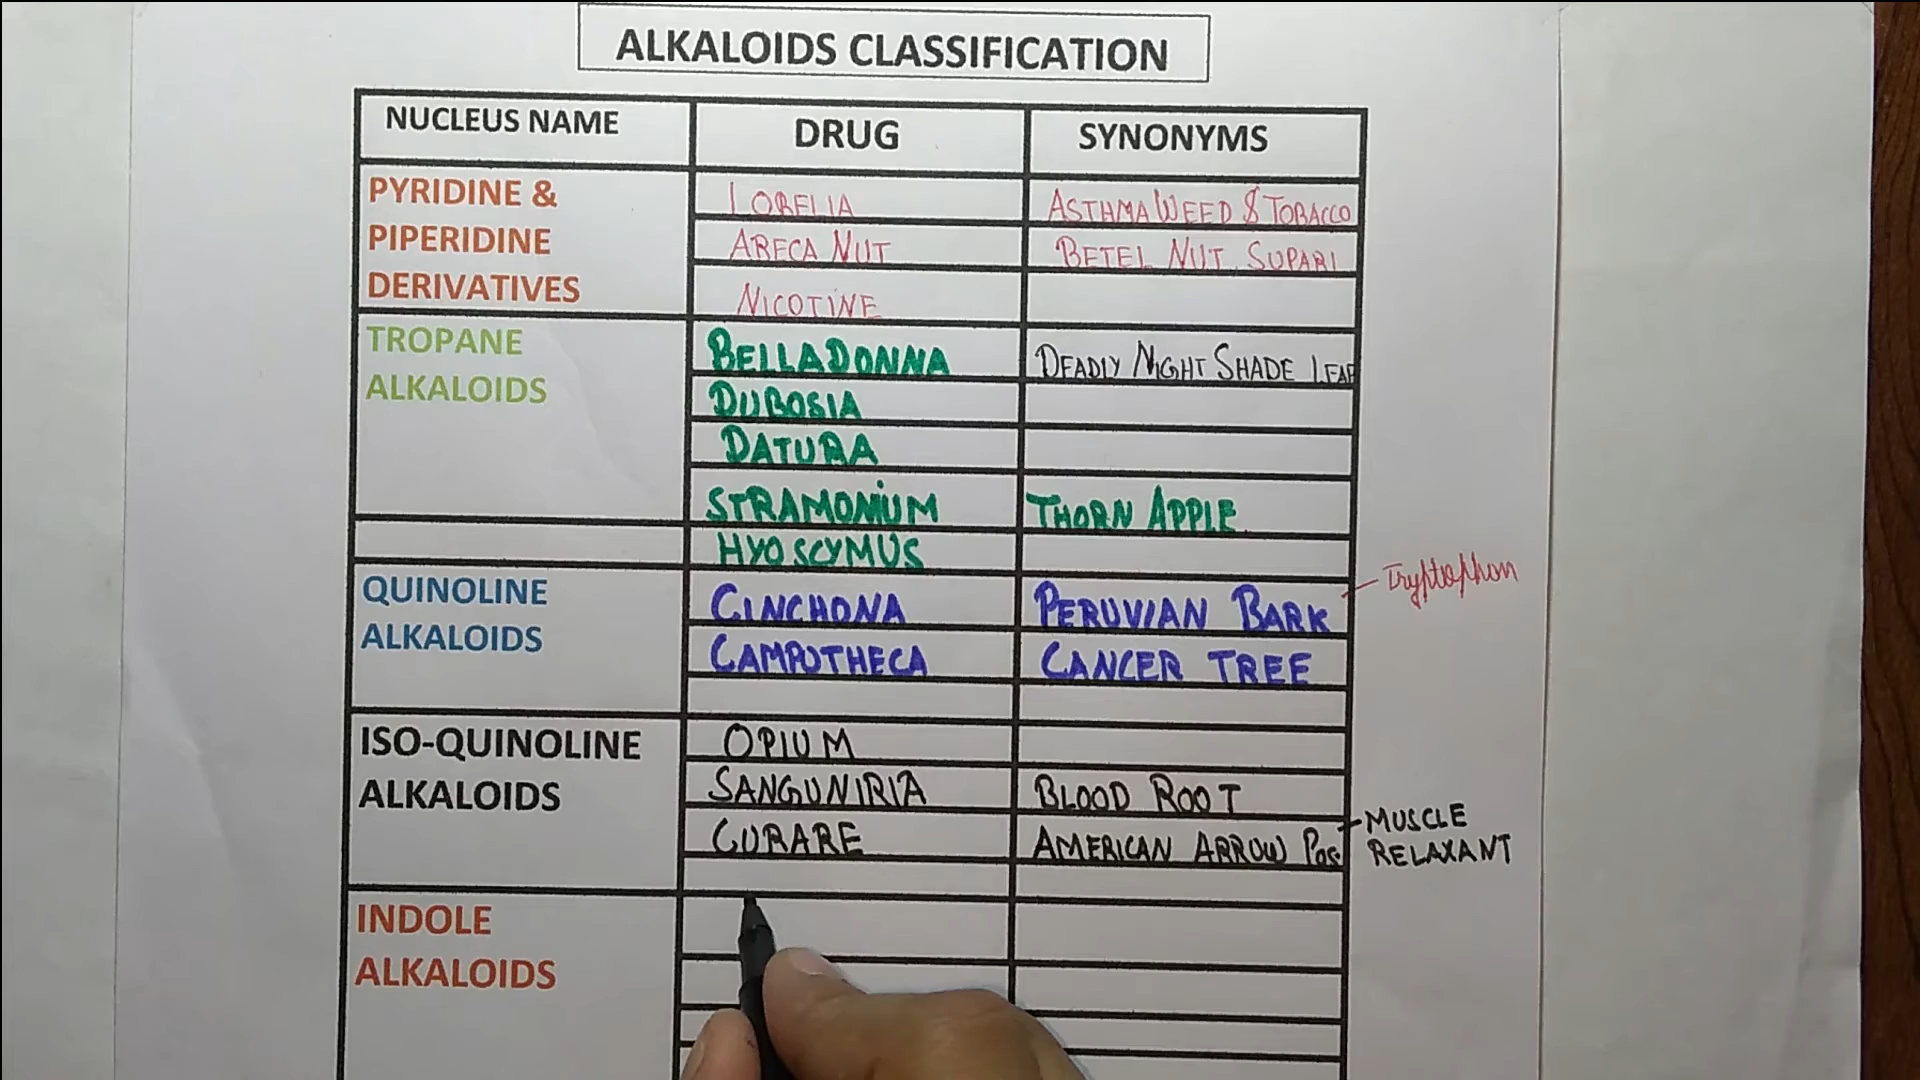 ALKALOIDS CLASSIFICATION
NUCLEUS NAME DRUG SYNONYMS
PYRIDINE & PIPERIDINE DERIVATIVES
LOBELIA ASTHMA WEED & TOBACCO
ARECA NUT BETEL NUT, SUPARI
NICOTINE
TROPANE ALKALOIDS
BELLADONNA DEADLY NIGHT SHADE LEAF
DUBOSIA
DATURA
STRAMONIUM THORN APPLE
HYOSCYMUS
QUINOLINE ALKALOIDS
CINCHONA PERUVIAN BARK Tryptophan
CAMPOTHECA CANCER TREE
ISO-QUINOLINE ALKALOIDS
OPIUM
SANGUNIRIA BLOOD ROOT
CURARE AMERICAN ARROW Pos MUSCLE RELAXANT
INDOLE ALKALOIDS